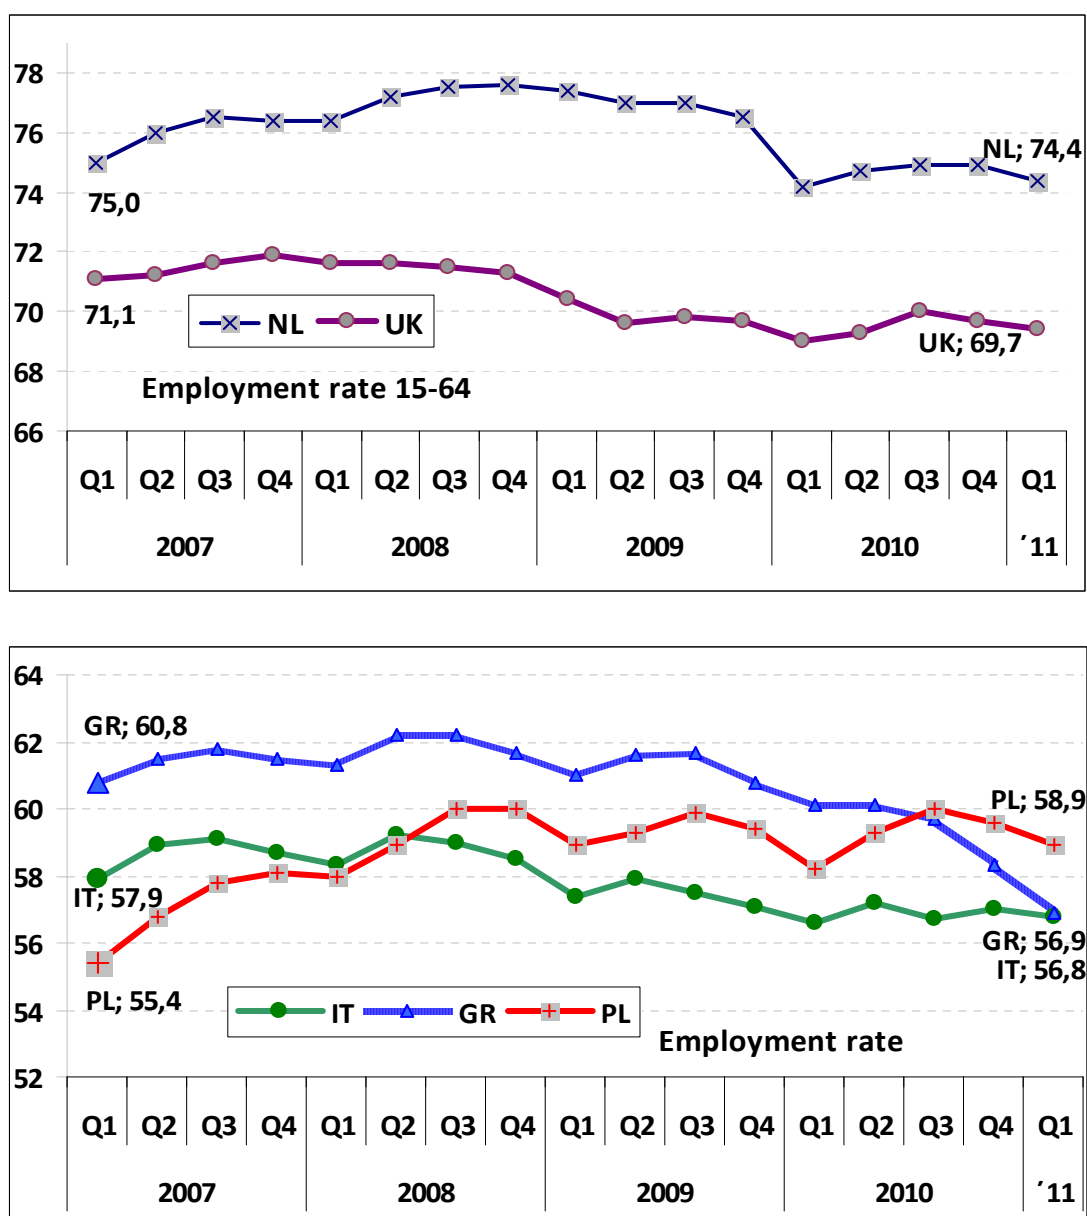 78
76
74
72
70
68
66
NL; 74,4
75,0
71,1
NL UK
UK; 69,7
Employment rate 15-64
Q1 Q2 Q3 Q4 Q1 Q2 Q3 Q4 Q1 Q2 Q3 Q4 Q1 Q2 Q3 Q4 Q1
2007 2008 2009 2010 ´11
64
62
60
58
56
54
52
GR; 60,8
PL; 58,9
IT; 57,9
GR; 56,9
IT; 56,8
PL; 55,4
IT GR PL
Employment rate
Q1 Q2 Q3 Q4 Q1 Q2 Q3 Q4 Q1 Q2 Q3 Q4 Q1 Q2 Q3 Q4 Q1
2007 2008 2009 2010 ´11